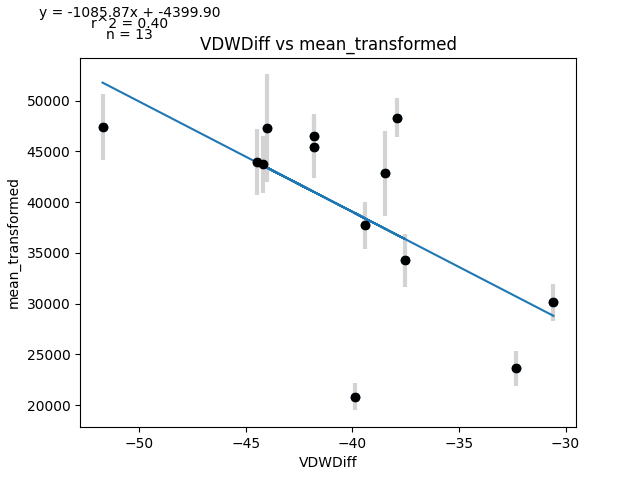 y = -1085.87x + -4399.90
r^2 = 0.40
n = 13
VDWDiff vs mean_transformed
mean_transformed
50000
45000
40000
35000
30000
25000
20000
−50
−45
−40
−35
−30
VDWDiff